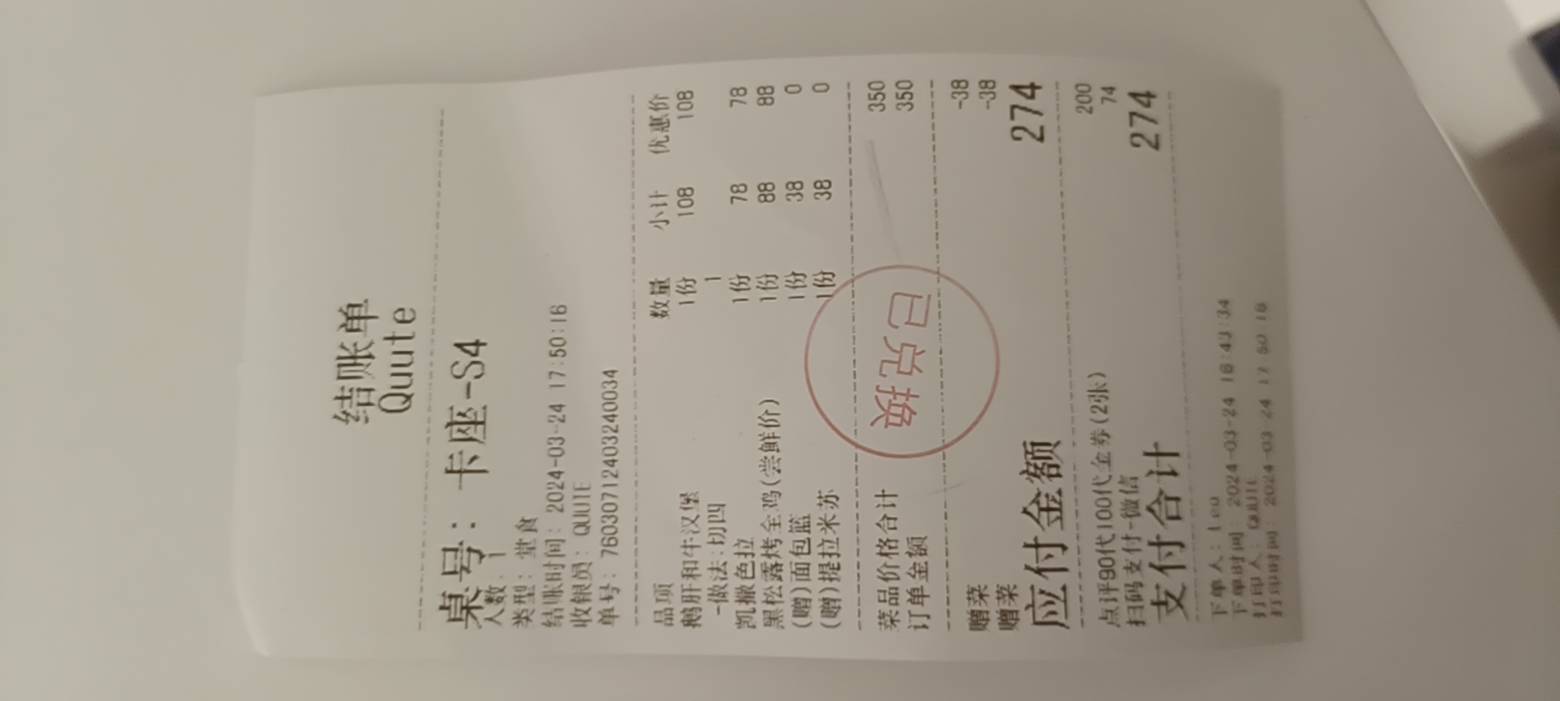 结账单
Quute
桌号: 卡座-S4
人数: 1
类型: 堂食
结账时间: 2024-03-24 17:50:16
收银员: QUUTE
单号: 7603071240324​0034
品项 数量 小计 优惠价
鹅肝和牛汉堡 1份 108 108
-做法:切四 1
凯撒色拉 1份 78 78
黑松露烤全鸡(尝鲜价) 1份 88 88
(赠)面包篮 1份 38 0
(赠)提拉米苏 1份 38 0
菜品价格合计 350
订单金额 350
已兑换
赠菜 -38
赠菜 -38
应付金额 274
点评90代100代金券(2张) 200
扫码支付-微信 74
支付合计 274
下单人:
下单时间: 2024-03-24 16:43:34
打印人: QUUTE
打印时间: 2024-03-24 17:50:16